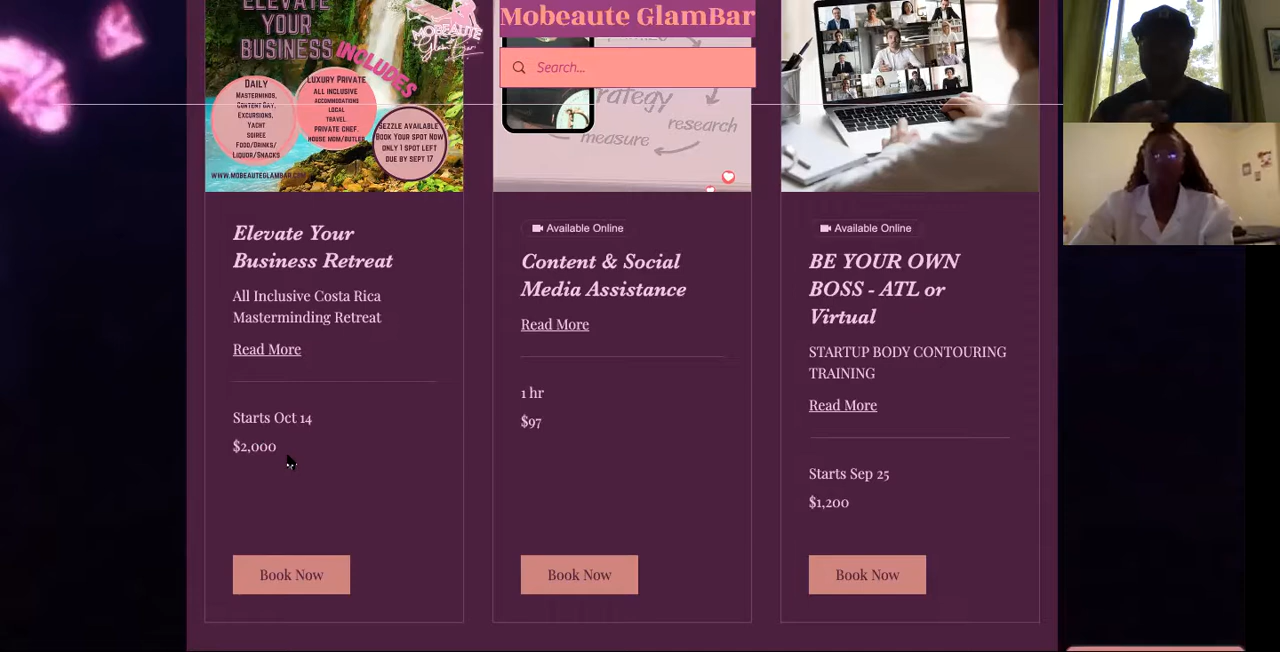 ELEVATE
YOUR
BUSINESS
INCLUDES
MOBEAUTE
Glam Bar
DAILY
MASTERMINDS,
CONTENT DAY,
EXCURSIONS,
YACHT
SOIREE
FOOD/DRINKS/
LIQUOR/SNACKS
LUXURY PRIVATE
ALL INCLUSIVE
ACCOMMODATIONS
LOCAL
TRAVEL
PRIVATE CHEF,
HOUSE MOM/BUTLER
SEZZLE AVAILABLE
BOOK YOUR SPOT NOW
ONLY 1 SPOT LEFT
DUE BY SEPT 17
WWW.MOBEAUTEGLAMBAR.COM
Elevate Your
Business Retreat
All Inclusive Costa Rica
Masterminding Retreat
Read More
Starts Oct 14
$2,000
Book Now
Mobeaute GlamBar
Search...
strategy
research
measure
Available Online
Content & Social
Media Assistance
Read More
1 hr
$97
Book Now
Available Online
BE YOUR OWN
BOSS - ATL or
Virtual
STARTUP BODY CONTOURING
TRAINING
Read More
Starts Sep 25
$1,200
Book Now